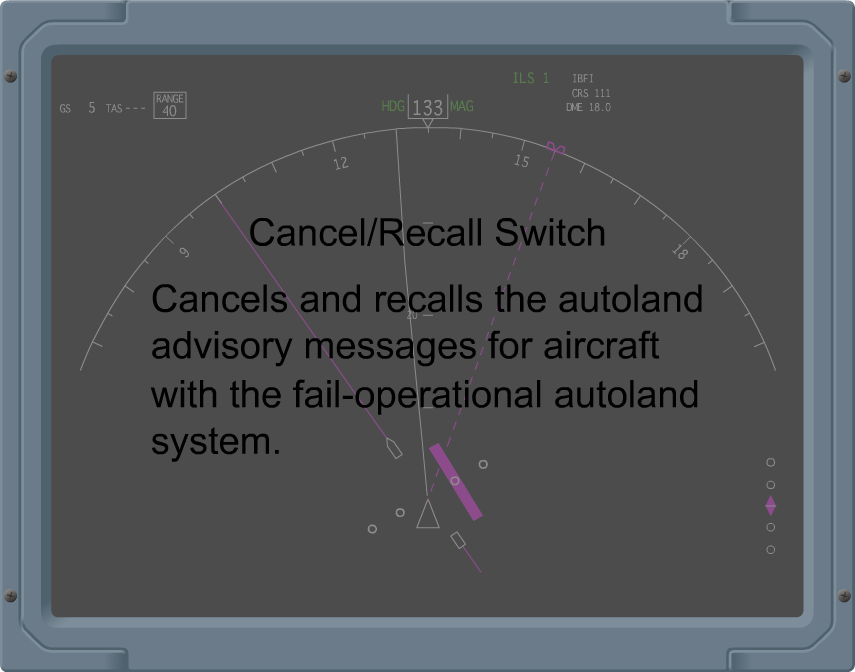 ILS 1 IBFI
CRS 111
GS 5 TAS--- RANGE 40 HDG 133 MAG DME 18.0
12 15
9 18
Cancel/Recall Switch
Cancels and recalls the autoland
20
advisory messages for aircraft
with the fail-operational autoland
system.